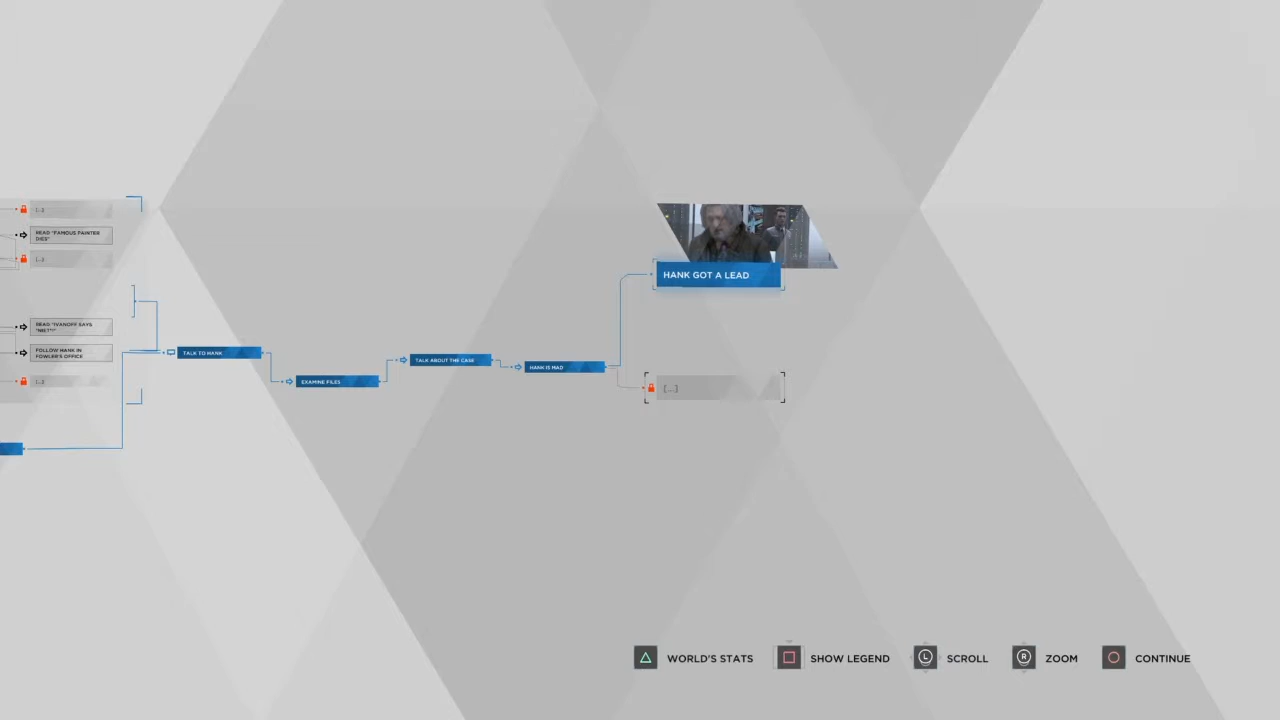 [...]
READ "FAMOUS PAINTER
DIES"
[...]
READ "IVANOFF SAYS
"NIET"!"
FOLLOW HANK IN
FOWLER'S OFFICE
[...]
TALK TO HANK
EXAMINE FILES
TALK ABOUT THE CASE
HANK IS MAD
HANK GOT A LEAD
[...]
WORLD'S STATS
SHOW LEGEND
L
SCROLL
R
ZOOM
CONTINUE